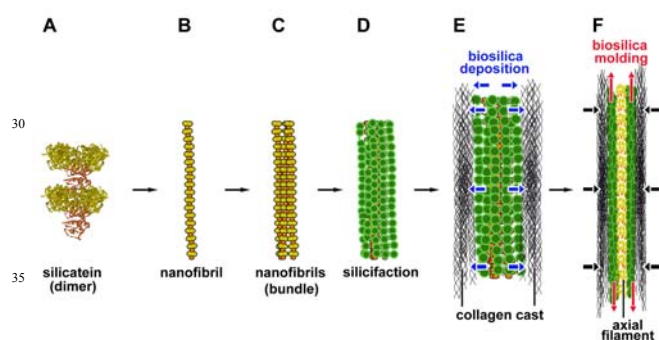 A
B
C
D
E
F
biosilica
deposition
biosilica
molding
30
35
silicatein
(dimer)
nanofibril
nanofibrils
(bundle)
silicifaction
collagen cast
axial
filament